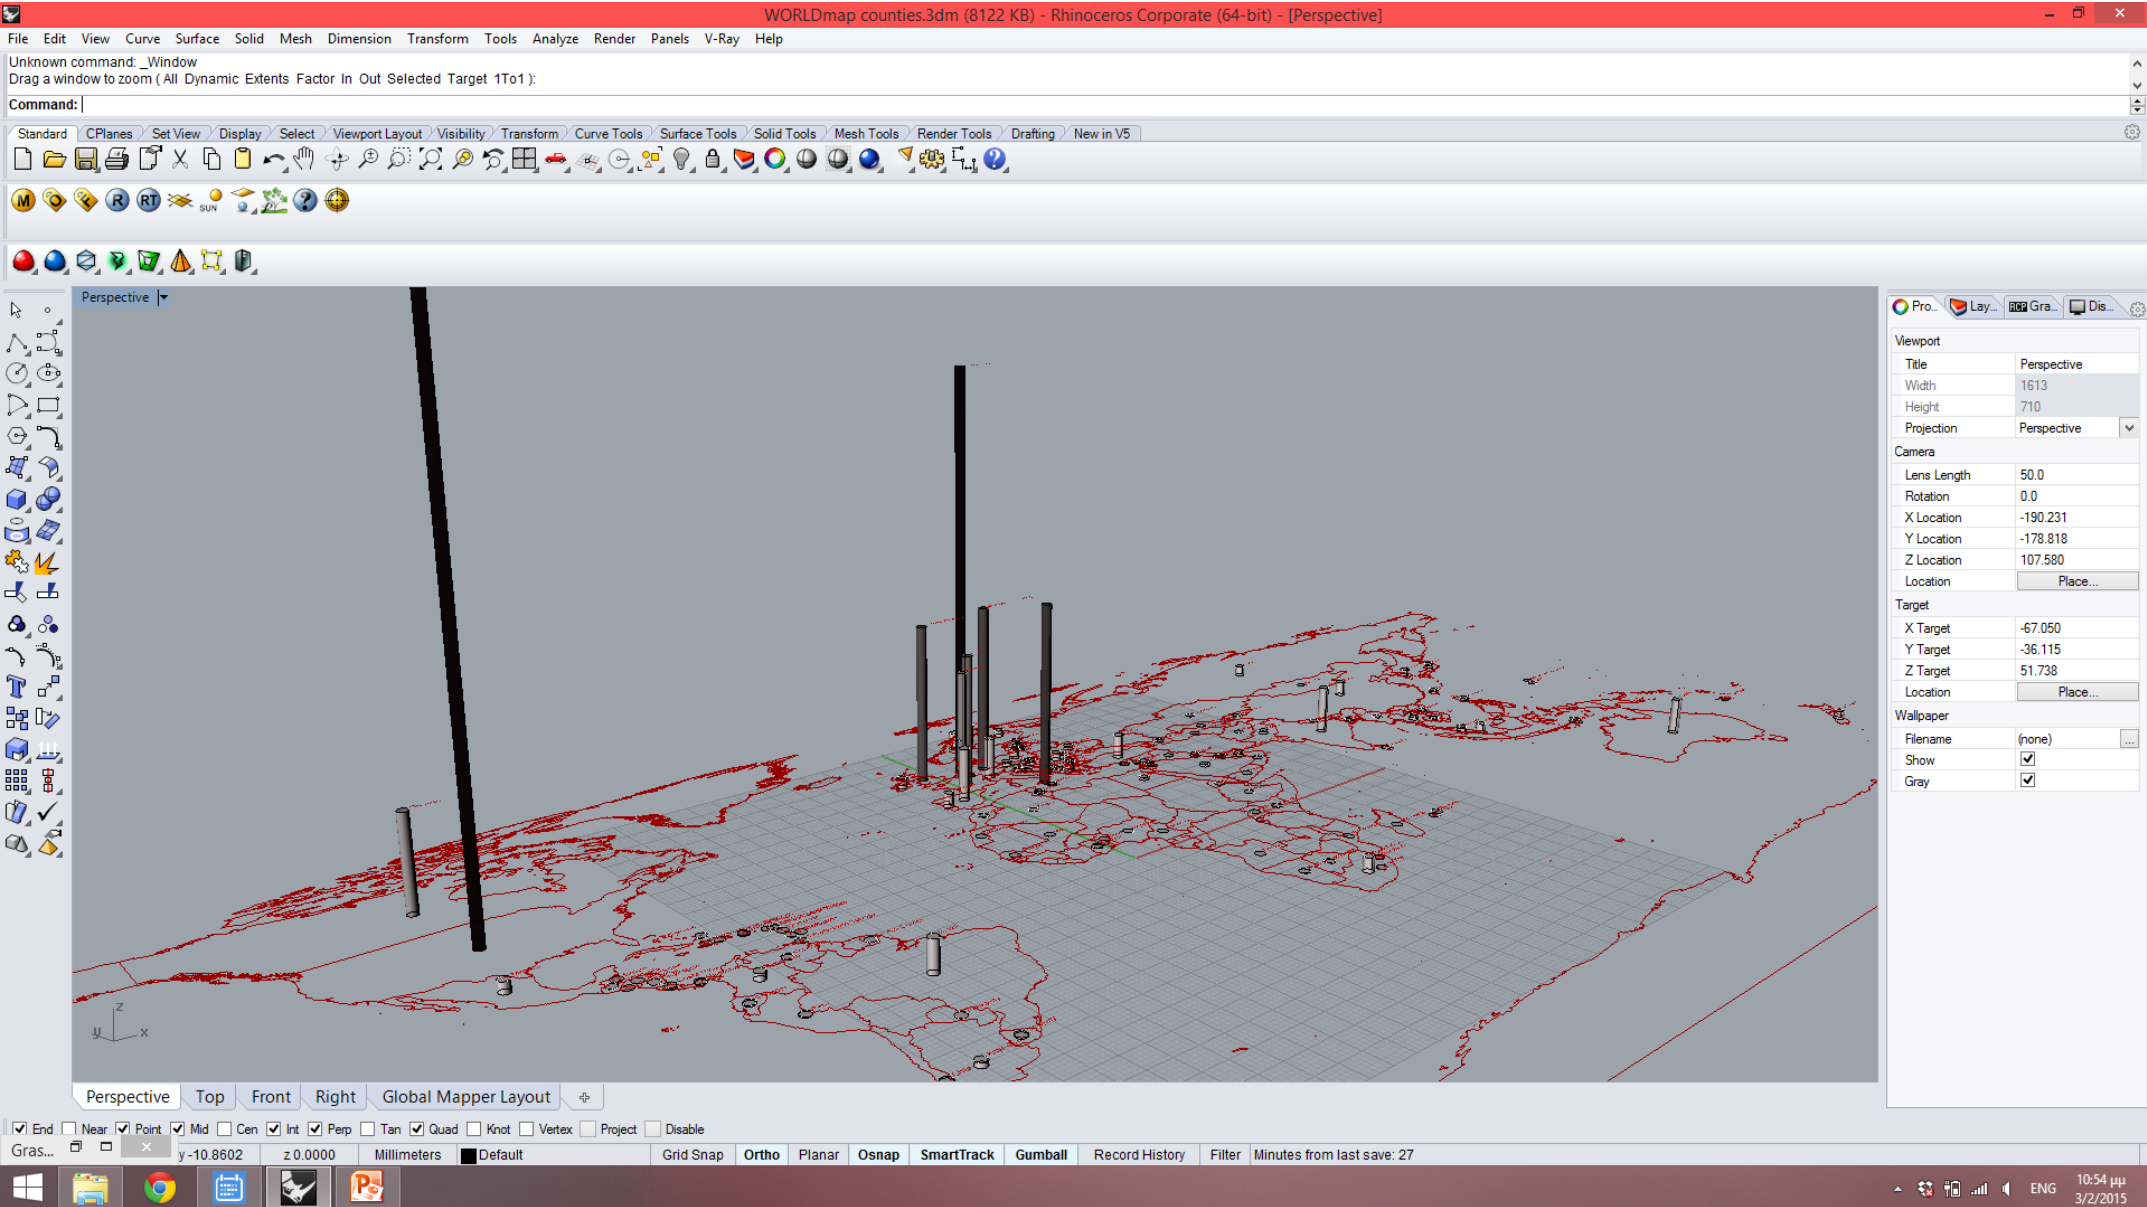 WORLDmap counties.3dm (8122 KB) - Rhinoceros Corporate (64-bit) - [Perspective]
File Edit View Curve Surface Solid Mesh Dimension Transform Tools Analyze Render Panels V-Ray Help
Unknown command: _Window
Drag a window to zoom ( All Dynamic Extents Factor In Out Selected Target 1To1 ):
Command:
Standard CPlanes Set View Display Select Viewport Layout Visibility Transform Curve Tools Surface Tools Solid Tools Mesh Tools Render Tools Drafting New in V5
M O R RT SUN ?
Perspective
Pro... Lay... RCP Gra... Dis...
Viewport
Title Perspective
Width 1613
Height 710
Projection Perspective
Camera
Lens Length 50.0
Rotation 0.0
X Location -190.231
Y Location -178.818
Z Location 107.580
Location Place...
Target
X Target -67.050
Y Target -36.115
Z Target 51.738
Location Place...
Wallpaper
Filename (none) ...
Show
Gray
z
y x
Perspective Top Front Right Global Mapper Layout
End Near Point Mid Cen Int Perp Tan Quad Knot Vertex Project Disable
Gras... y -10.8602 z 0.0000 Millimeters Default Grid Snap Ortho Planar Osnap SmartTrack Gumball Record History Filter Minutes from last save: 27
ENG 10:54 μμ
3/2/2015